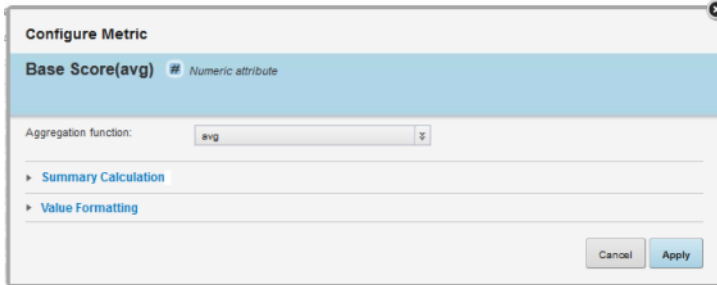 Configure Metric
Base Score(avg) # Numeric attribute
Aggregation function: avg
Summary Calculation
Value Formatting
Cancel Apply